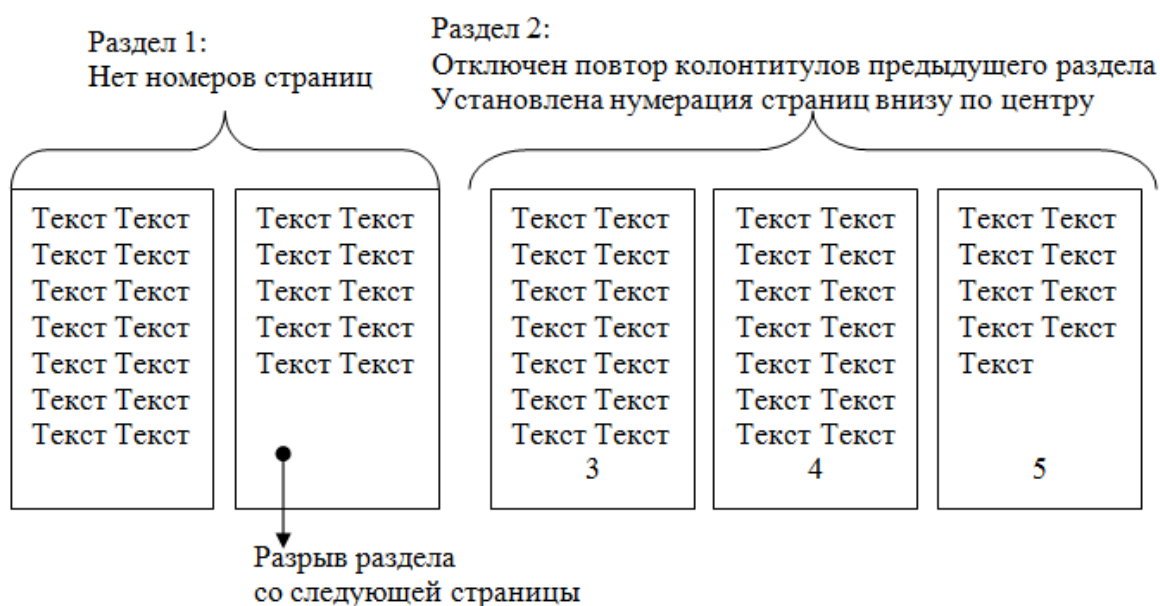 Раздел 1:
Нет номеров страниц
Раздел 2:
Отключен повтор колонтитулов предыдущего раздела
Установлена нумерация страниц внизу по центру
Текст Текст
Текст Текст
Текст Текст
Текст Текст
Текст Текст
Текст Текст
Текст Текст
Текст Текст
Текст Текст
Текст Текст
Текст Текст
Текст Текст
Разрыв раздела
со следующей страницы
Текст Текст
Текст Текст
Текст Текст
Текст Текст
Текст Текст
Текст Текст
Текст Текст
3
Текст Текст
Текст Текст
Текст Текст
Текст Текст
Текст Текст
Текст Текст
Текст Текст
4
Текст Текст
Текст Текст
Текст Текст
Текст Текст
Текст
5